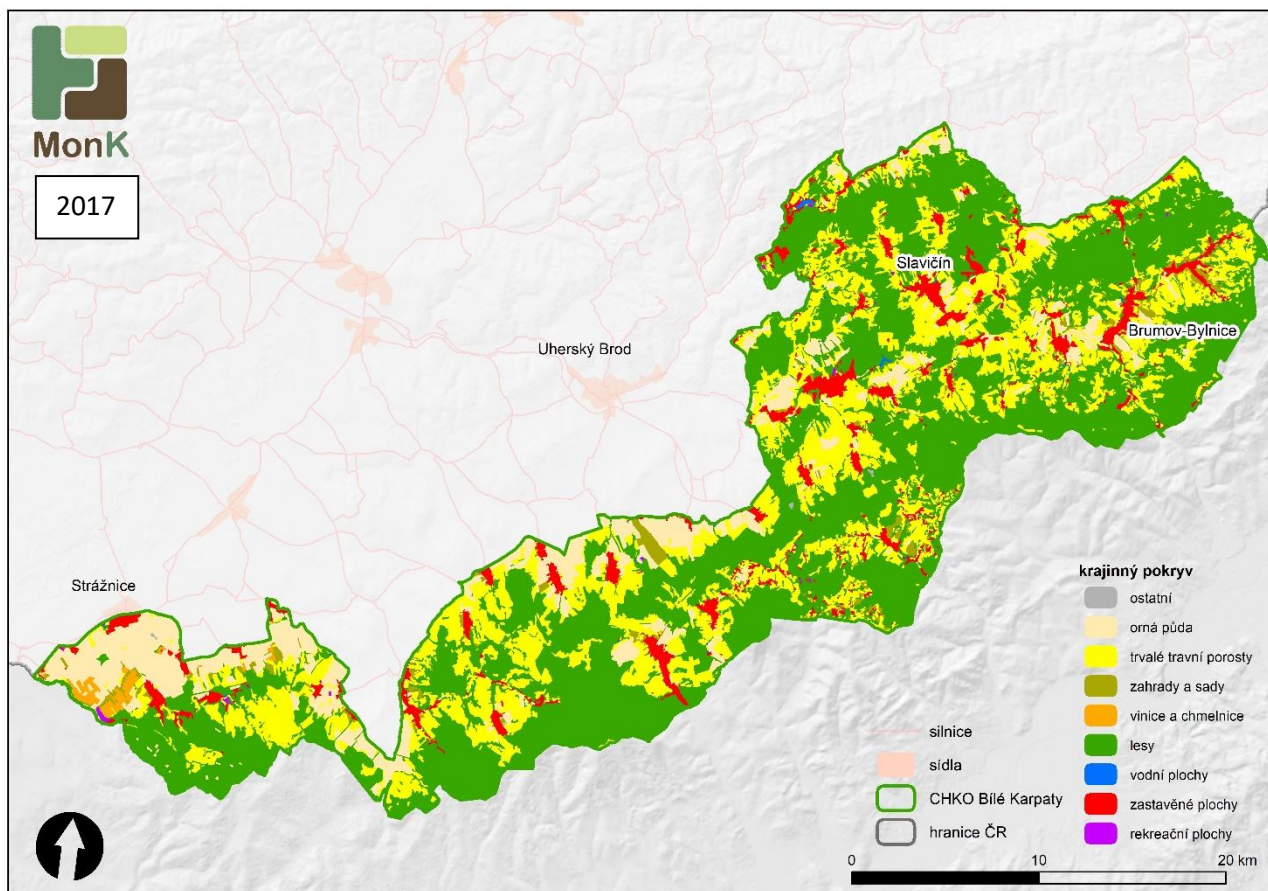 MonK
2017
Slavičín
Brumov-Bylnice
Uherský Brod
Strážnice
krajinný pokryv
ostatní
orná půda
trvalé travní porosty
zahrady a sady
vinice a chmelnice
lesy
vodní plochy
zastavěné plochy
rekreační plochy
silnice
sídla
CHKO Bílé Karpaty
hranice ČR
0 10 20 km